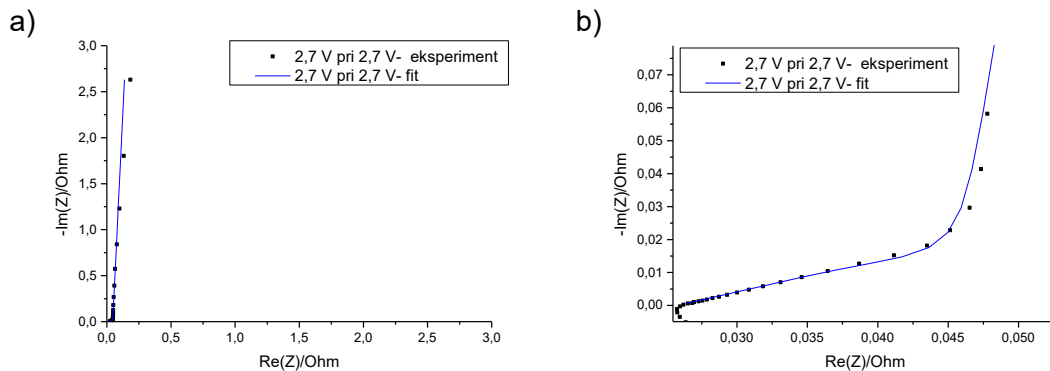 a)
3,0
2,5
2,0
1,5
1,0
0,5
0,0
-Im(Z)/Ohm
2,7 V pri 2,7 V-  eksperiment
2,7 V pri 2,7 V- fit
0,0 0,5 1,0 1,5 2,0 2,5 3,0
Re(Z)/Ohm
b)
0,07
0,06
0,05
0,04
0,03
0,02
0,01
0,00
-Im(Z)/Ohm
2,7 V pri 2,7 V-  eksperiment
2,7 V pri 2,7 V- fit
0,030 0,035 0,040 0,045 0,050
Re(Z)/Ohm